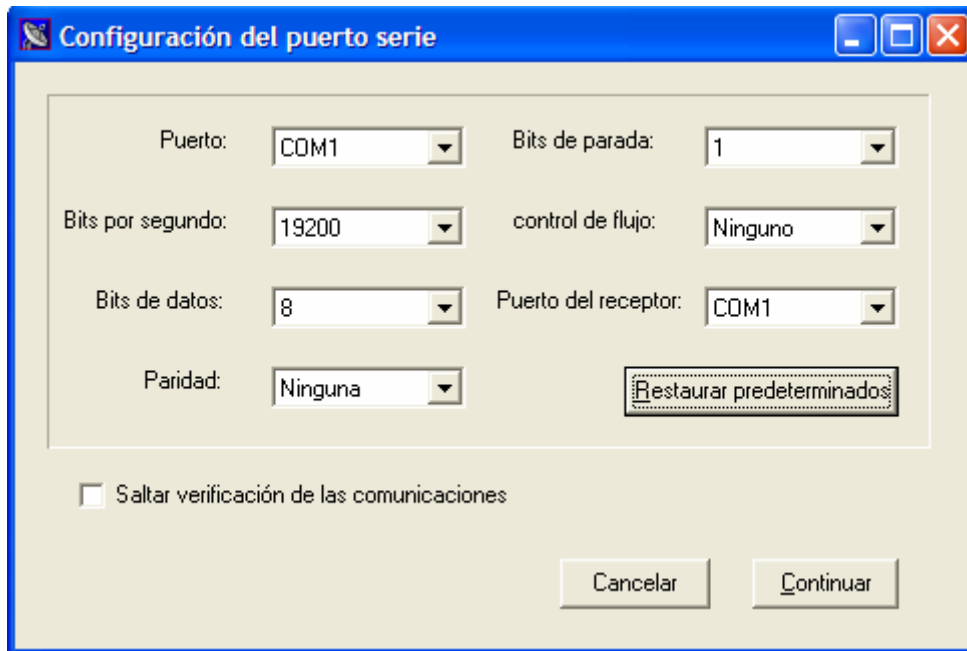 Configuración del puerto serie
Puerto: COM1 Bits de parada: 1
Bits por segundo: 19200 control de flujo: Ninguno
Bits de datos: 8 Puerto del receptor: COM1
Paridad: Ninguna Restaurar predeterminados
Saltar verificación de las comunicaciones
Cancelar Continuar